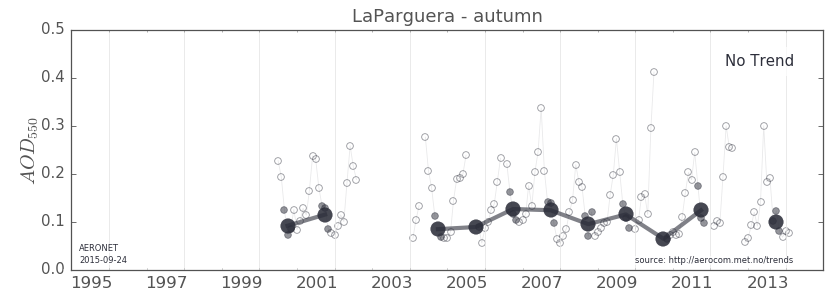 LaParguera - autumn
0.5
No Trend
0.4
0.3
AOD550
0.2
0.1
AERONET
2015-09-24
source: http://aerocom.met.no/trends
0.0
1995 1997 1999 2001 2003 2005 2007 2009 2011 2013